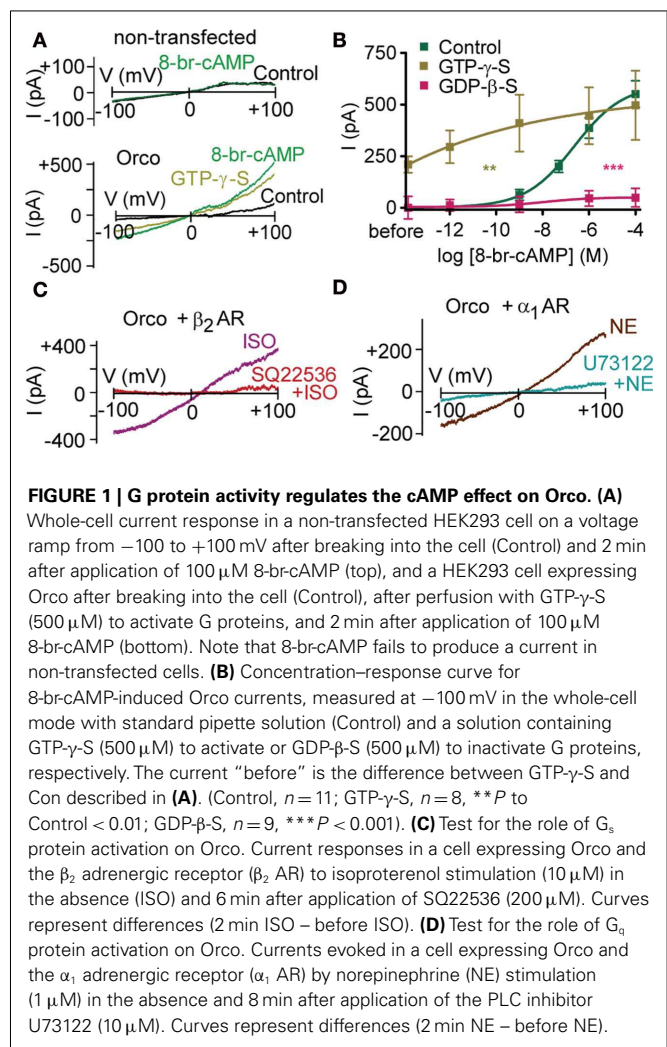 A
non-transfected
+100
8-br-cAMP
V (mV)
Control
I (pA)
0
-100
0
+100
-100
Orco
8-br-cAMP
+500
GTP-γ-S
V (mV)
Control
I (pA)
0
-100
0
+100
-500
B
Control
GTP-γ-S
GDP-β-S
750
500
250
0
I (pA)
**
***
before
-12
-10
-8
-6
-4
log [8-br-cAMP] (M)
C
Orco + β₂ AR
+400
ISO
V (mV)
SQ22536
+ISO
I (pA)
0
-100
0
+100
-400
D
Orco + α₁ AR
NE
+200
U73122
+NE
V (mV)
I (pA)
0
-100
0
+100
-200
FIGURE 1 | G protein activity regulates the cAMP effect on Orco. (A)
Whole-cell current response in a non-transfected HEK293 cell on a voltage
ramp from −100 to +100 mV after breaking into the cell (Control) and 2 min
after application of 100 μM 8-br-cAMP (top), and a HEK293 cell expressing
Orco after breaking into the cell (Control), after perfusion with GTP-γ-S
(500 μM) to activate G proteins, and 2 min after application of 100 μM
8-br-cAMP (bottom). Note that 8-br-cAMP fails to produce a current in
non-transfected cells. (B) Concentration–response curve for
8-br-cAMP-induced Orco currents, measured at −100 mV in the whole-cell
mode with standard pipette solution (Control) and a solution containing
GTP-γ-S (500 μM) to activate or GDP-β-S (500 μM) to inactivate G proteins,
respectively. The current “before” is the difference between GTP-γ-S and
Con described in (A). (Control, n = 11; GTP-γ-S, n = 8, **P to
Control < 0.01; GDP-β-S, n = 9, ***P < 0.001). (C) Test for the role of Gₛ
protein activation on Orco. Current responses in a cell expressing Orco and
the β₂ adrenergic receptor (β₂ AR) to isoproterenol stimulation (10 μM) in
the absence (ISO) and 6 min after application of SQ22536 (200 μM). Curves
represent differences (2 min ISO – before ISO). (D) Test for the role of G_q
protein activation on Orco. Currents evoked in a cell expressing Orco and
the α₁ adrenergic receptor (α₁ AR) by norepinephrine (NE) stimulation
(1 μM) in the absence and 8 min after application of the PLC inhibitor
U73122 (10 μM). Curves represent differences (2 min NE – before NE).